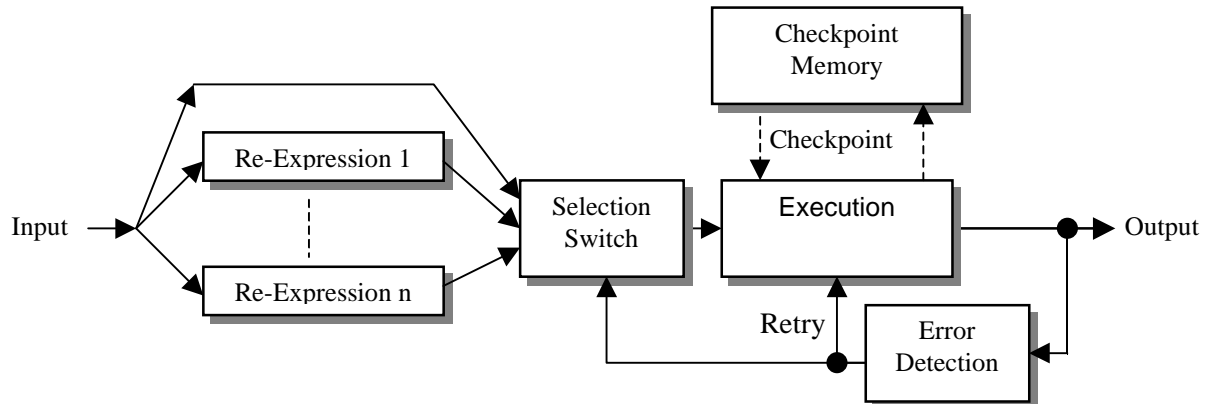 Checkpoint
Memory
Checkpoint
Re-Expression 1
Input
Selection
Switch
Execution
Output
Re-Expression n
Retry
Error
Detection